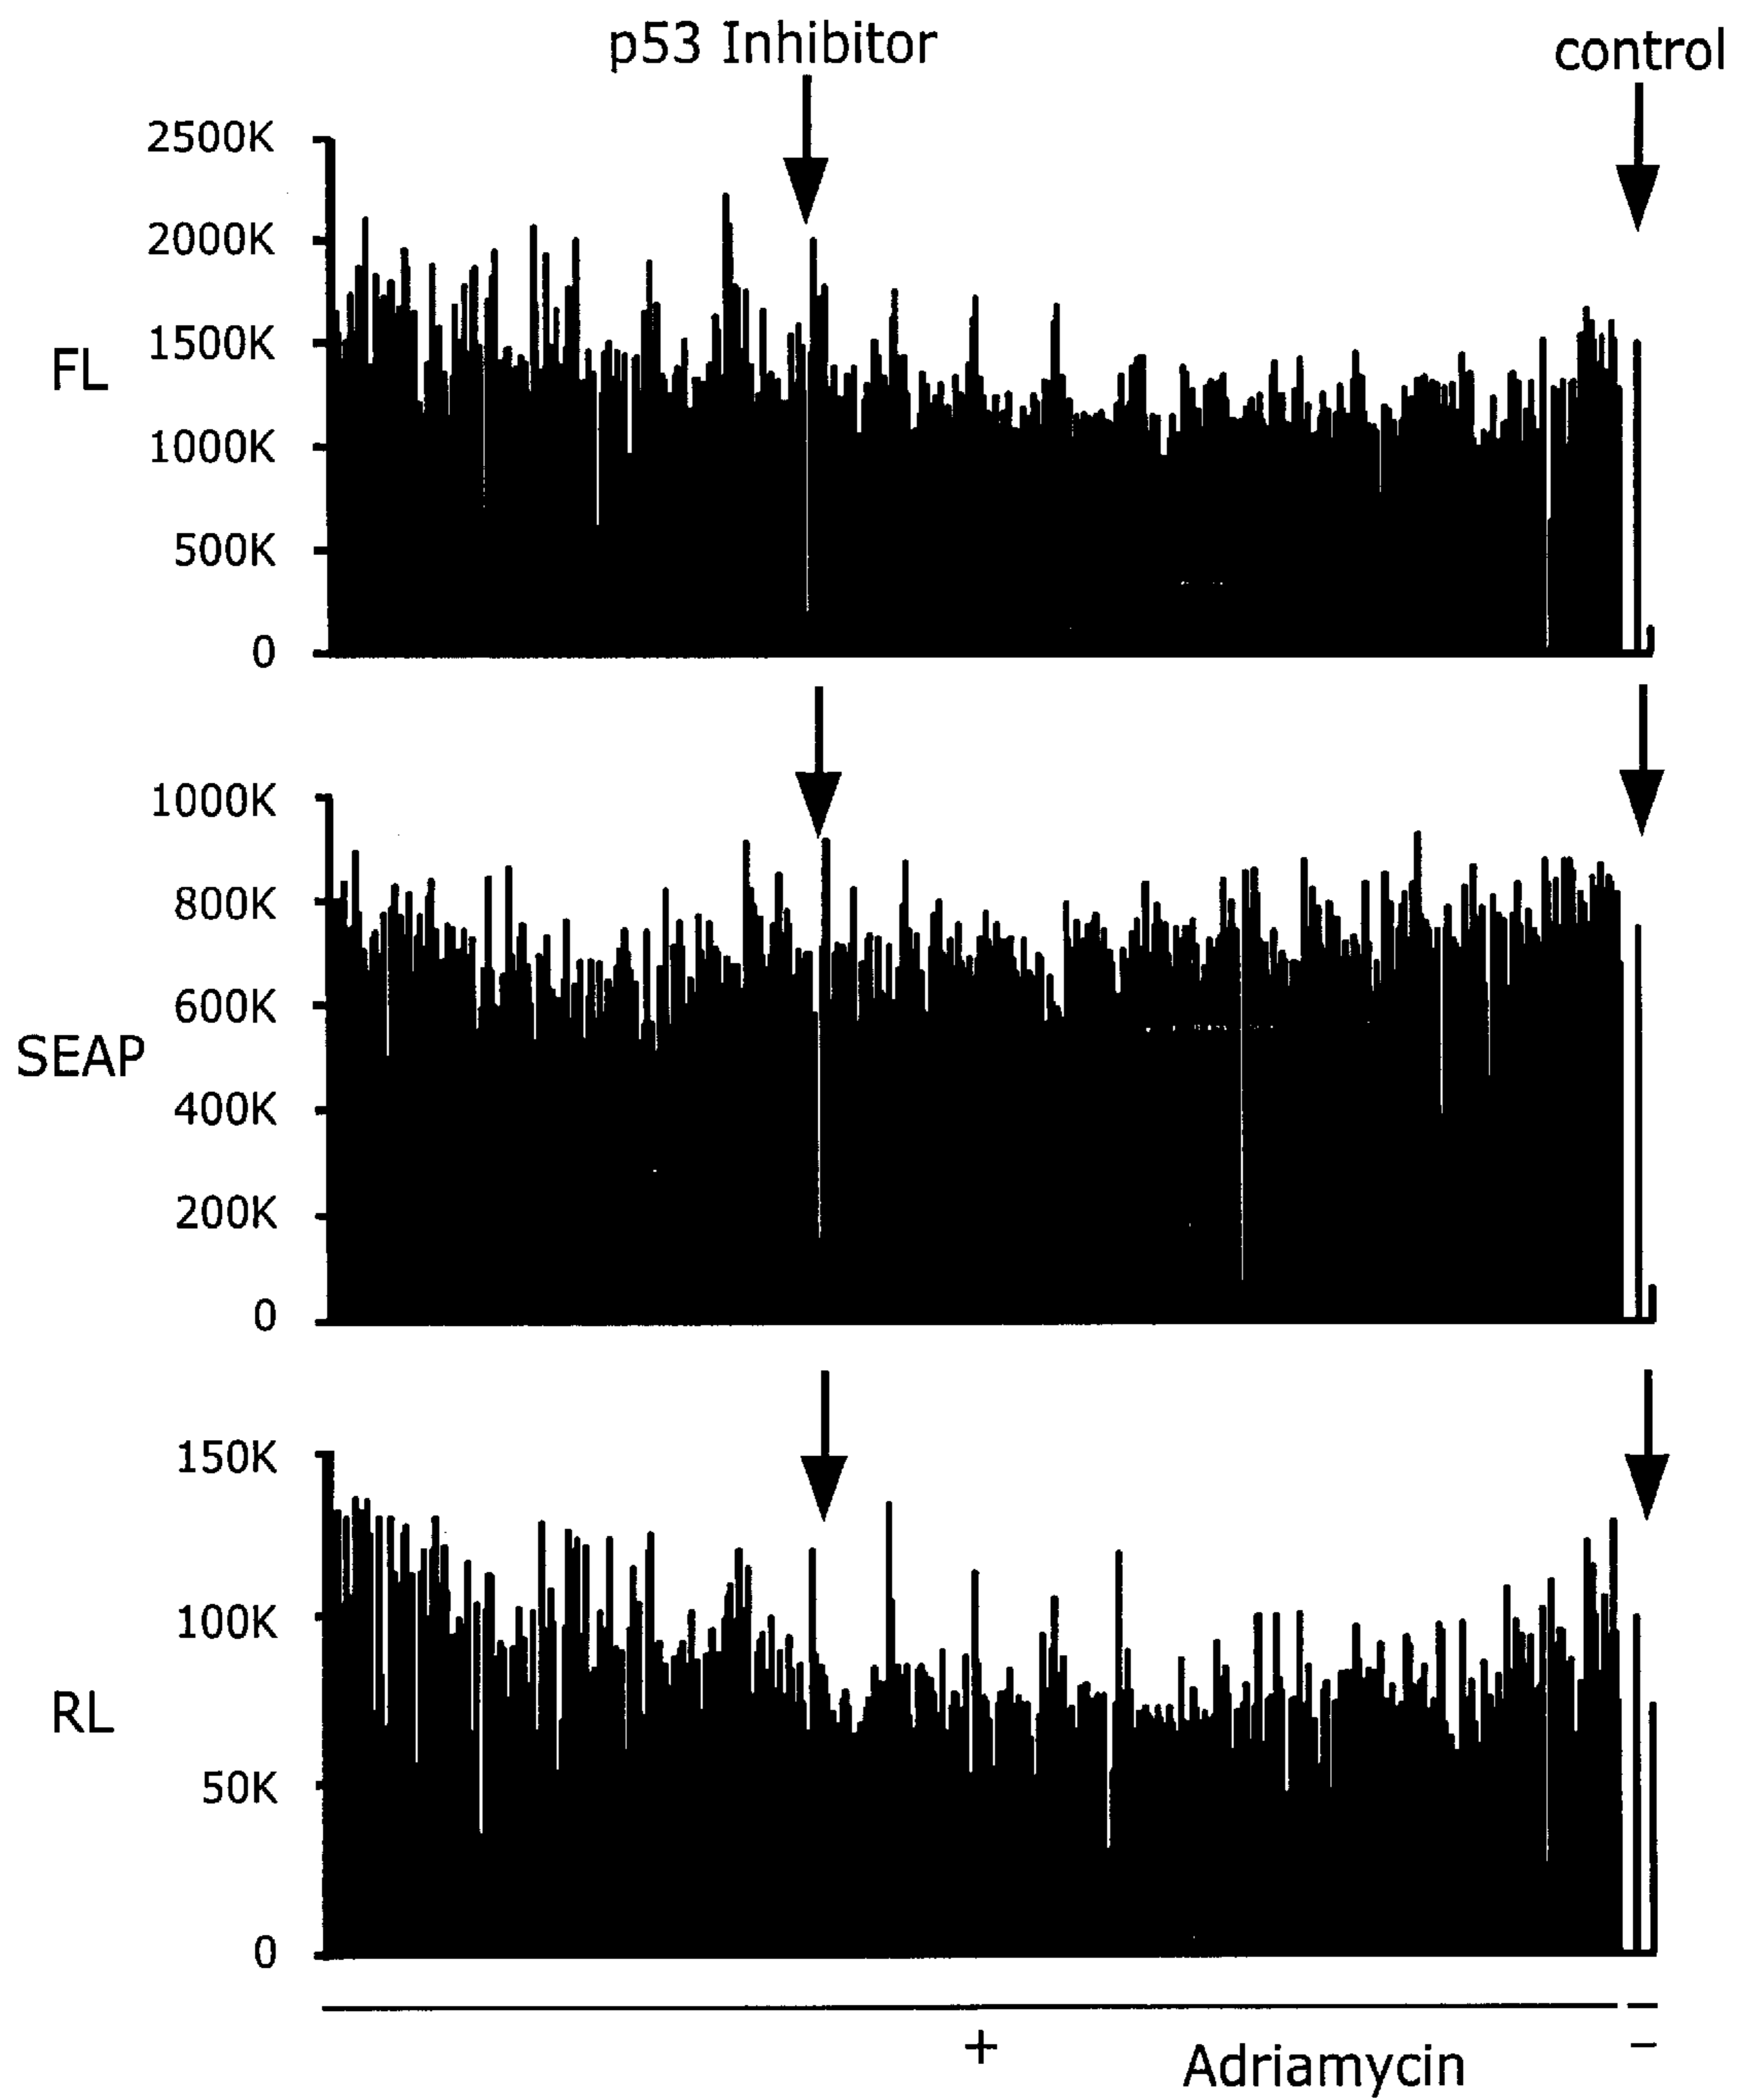 p53 Inhibitor control
2500K
2000K
FL 1500K
1000K
500K
0
1000K
800K
600K
SEAP
400K
200K
0
150K
100K
RL
50K
0
+ −
Adriamycin